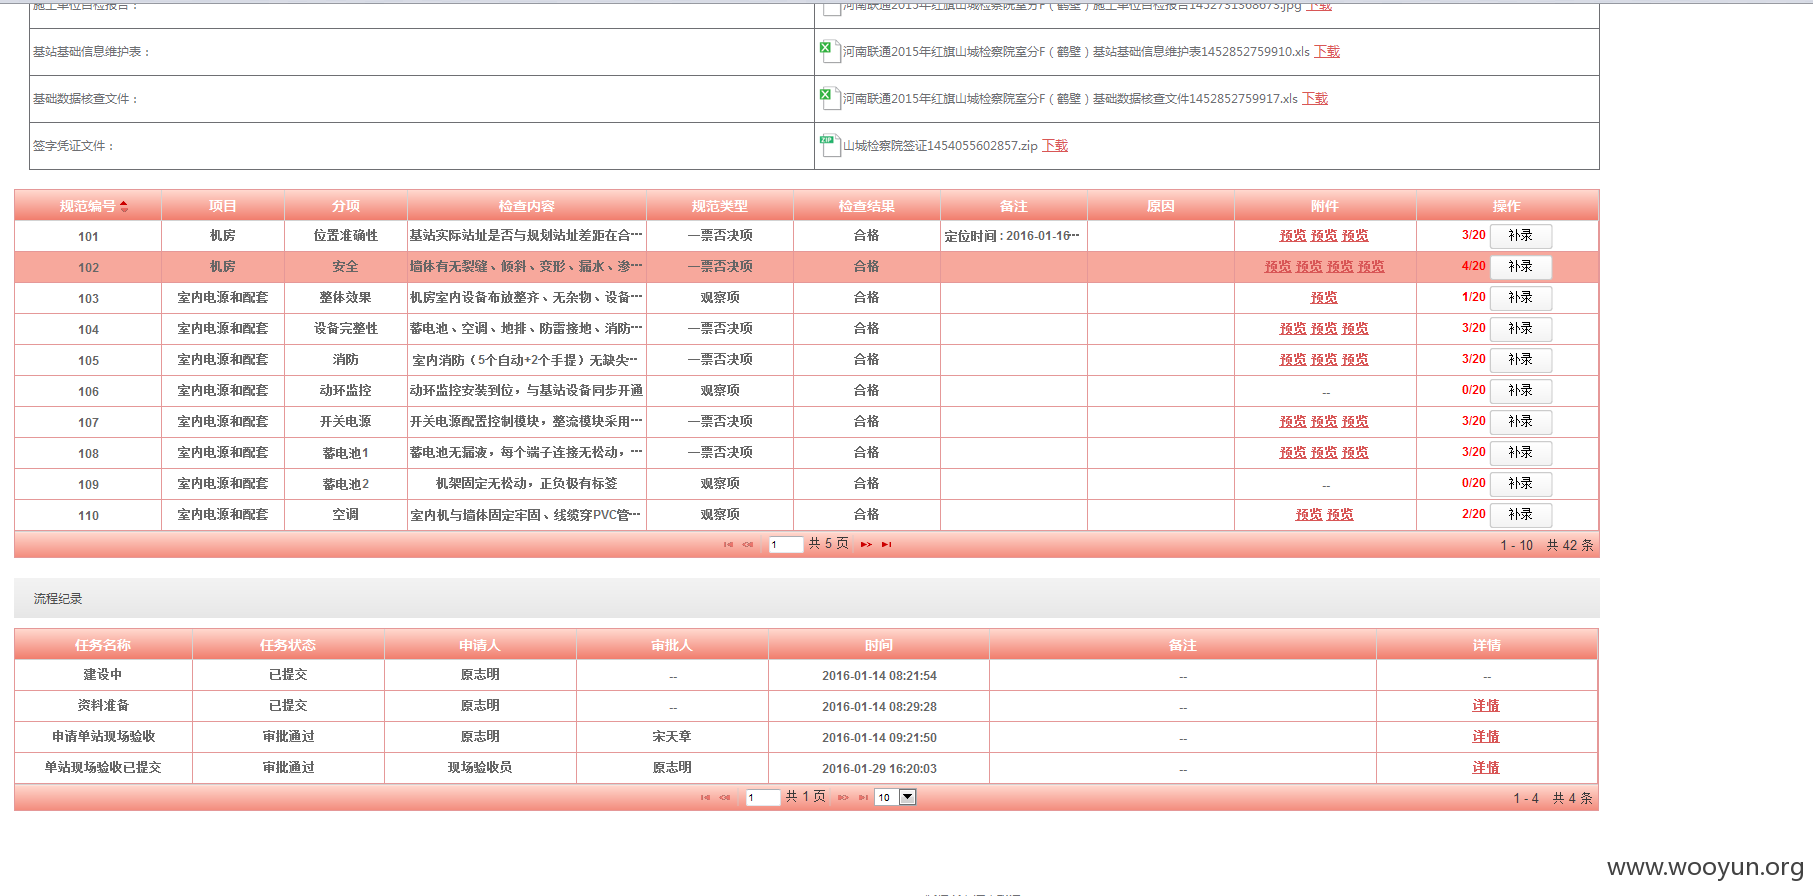 施工单位自检报告： 河南联通2015年红旗山城检察院室分F（鹤壁）施工单位自检报告1452731368673.jpg 下载
基站基础信息维护表： 河南联通2015年红旗山城检察院室分F（鹤壁）基站基础信息维护表1452852759910.xls 下载
基础数据核查文件： 河南联通2015年红旗山城检察院室分F（鹤壁）基础数据核查文件1452852759917.xls 下载
签字凭证文件： 山城检察院签证1454055602857.zip 下载
规范编号 项目 分项 检查内容 规范类型 检查结果 备注 原因 附件 操作
101 机房 位置准确性 基站实际站址是否与规划站址差距在合… 一票否决项 合格 定位时间：2016-01-16… 预览 预览 预览 3/20 补录
102 机房 安全 墙体有无裂缝、倾斜、变形、漏水、渗… 一票否决项 合格 预览 预览 预览 预览 4/20 补录
103 室内电源和配套 整体效果 机房室内设备布放整齐、无杂物、设备… 观察项 合格 预览 1/20 补录
104 室内电源和配套 设备完整性 蓄电池、空调、地排、防雷接地、消防… 一票否决项 合格 预览 预览 预览 3/20 补录
105 室内电源和配套 消防 室内消防（5个自动+2个手提）无缺失… 一票否决项 合格 预览 预览 预览 3/20 补录
106 室内电源和配套 动环监控 动环监控安装到位，与基站设备同步开通 观察项 合格 -- 0/20 补录
107 室内电源和配套 开关电源 开关电源配置控制模块，整流模块采用… 一票否决项 合格 预览 预览 预览 3/20 补录
108 室内电源和配套 蓄电池1 蓄电池无漏液，每个端子连接无松动，… 一票否决项 合格 预览 预览 预览 3/20 补录
109 室内电源和配套 蓄电池2 机架固定无松动，正负极有标签 观察项 合格 -- 0/20 补录
110 室内电源和配套 空调 室内机与墙体固定牢固、线缆穿PVC管… 观察项 合格 预览 预览 2/20 补录
1 共 5 页 1 - 10 共 42 条
流程纪录
任务名称 任务状态 申请人 审批人 时间 备注 详情
建设中 已提交 原志明 -- 2016-01-14 08:21:54 -- --
资料准备 已提交 原志明 -- 2016-01-14 08:29:28 -- 详情
申请单站现场验收 审批通过 原志明 宋天章 2016-01-14 09:21:50 -- 详情
单站现场验收已提交 审批通过 现场验收员 原志明 2016-01-29 16:20:03 -- 详情
1 共 1 页 10 1 - 4 共 4 条
www.wooyun.org